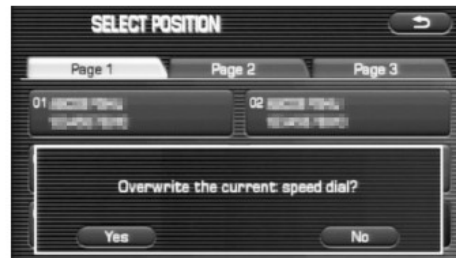 SELECT POSITION
Page 1 Page 2 Page 3
01 02
Overwrite the current speed dial?
Yes No